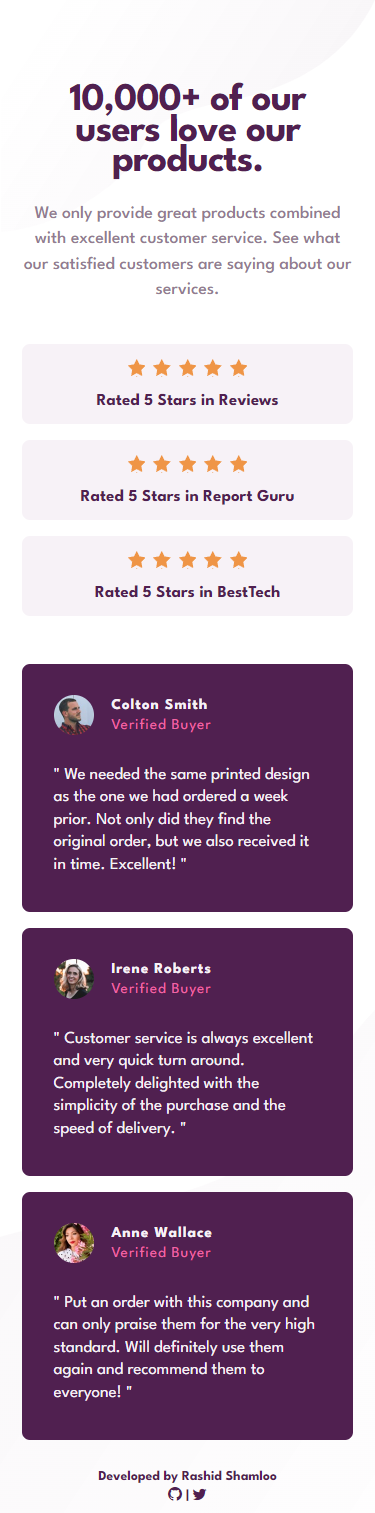 10,000+ of our
users love our
products.
We only provide great products combined
with excellent customer service. See what
our satisfied customers are saying about our
services.
Rated 5 Stars in Reviews
Rated 5 Stars in Report Guru
Rated 5 Stars in BestTech
Colton Smith
Verified Buyer
" We needed the same printed design
as the one we had ordered a week
prior. Not only did they find the
original order, but we also received it
in time. Excellent! "
Irene Roberts
Verified Buyer
" Customer service is always excellent
and very quick turn around.
Completely delighted with the
simplicity of the purchase and the
speed of delivery. "
Anne Wallace
Verified Buyer
" Put an order with this company and
can only praise them for the very high
standard. Will definitely use them
again and recommend them to
everyone! "
Developed by Rashid Shamloo
|